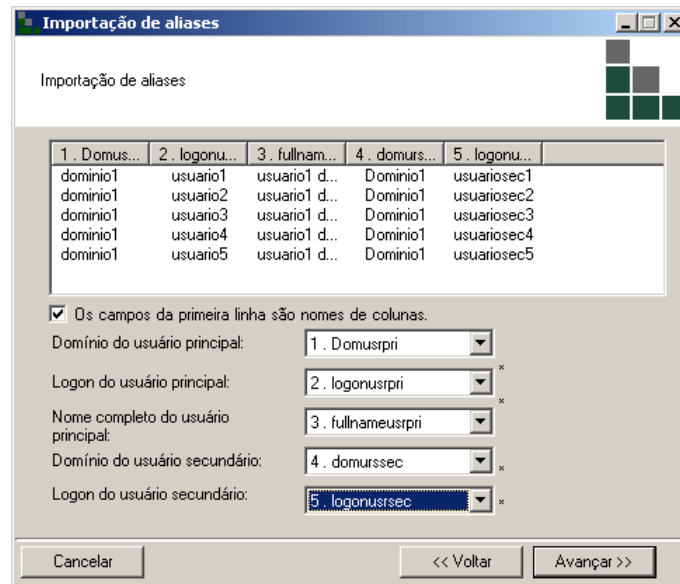 Importação de aliases
Importação de aliases
1 . Domus... 2 . logonu... 3 . fullnam... 4 . domurs... 5 . logonu...
dominio1 usuario1 usuario1 d... Dominio1 usuariosec1
dominio1 usuario2 usuario1 d... Dominio1 usuariosec2
dominio1 usuario3 usuario1 d... Dominio1 usuariosec3
dominio1 usuario4 usuario1 d... Dominio1 usuariosec4
dominio1 usuario5 usuario1 d... Dominio1 usuariosec5
Os campos da primeira linha são nomes de colunas.
Domínio do usuário principal: 1 . Domusrpri
*
Logon do usuário principal: 2 . logonusrpri
*
Nome completo do usuário
principal: 3 . fullnameusrpri
Domínio do usuário secundário: 4 . domurssec *
Logon do usuário secundário: 5 . logonusrsec *
Cancelar << Voltar Avançar >>